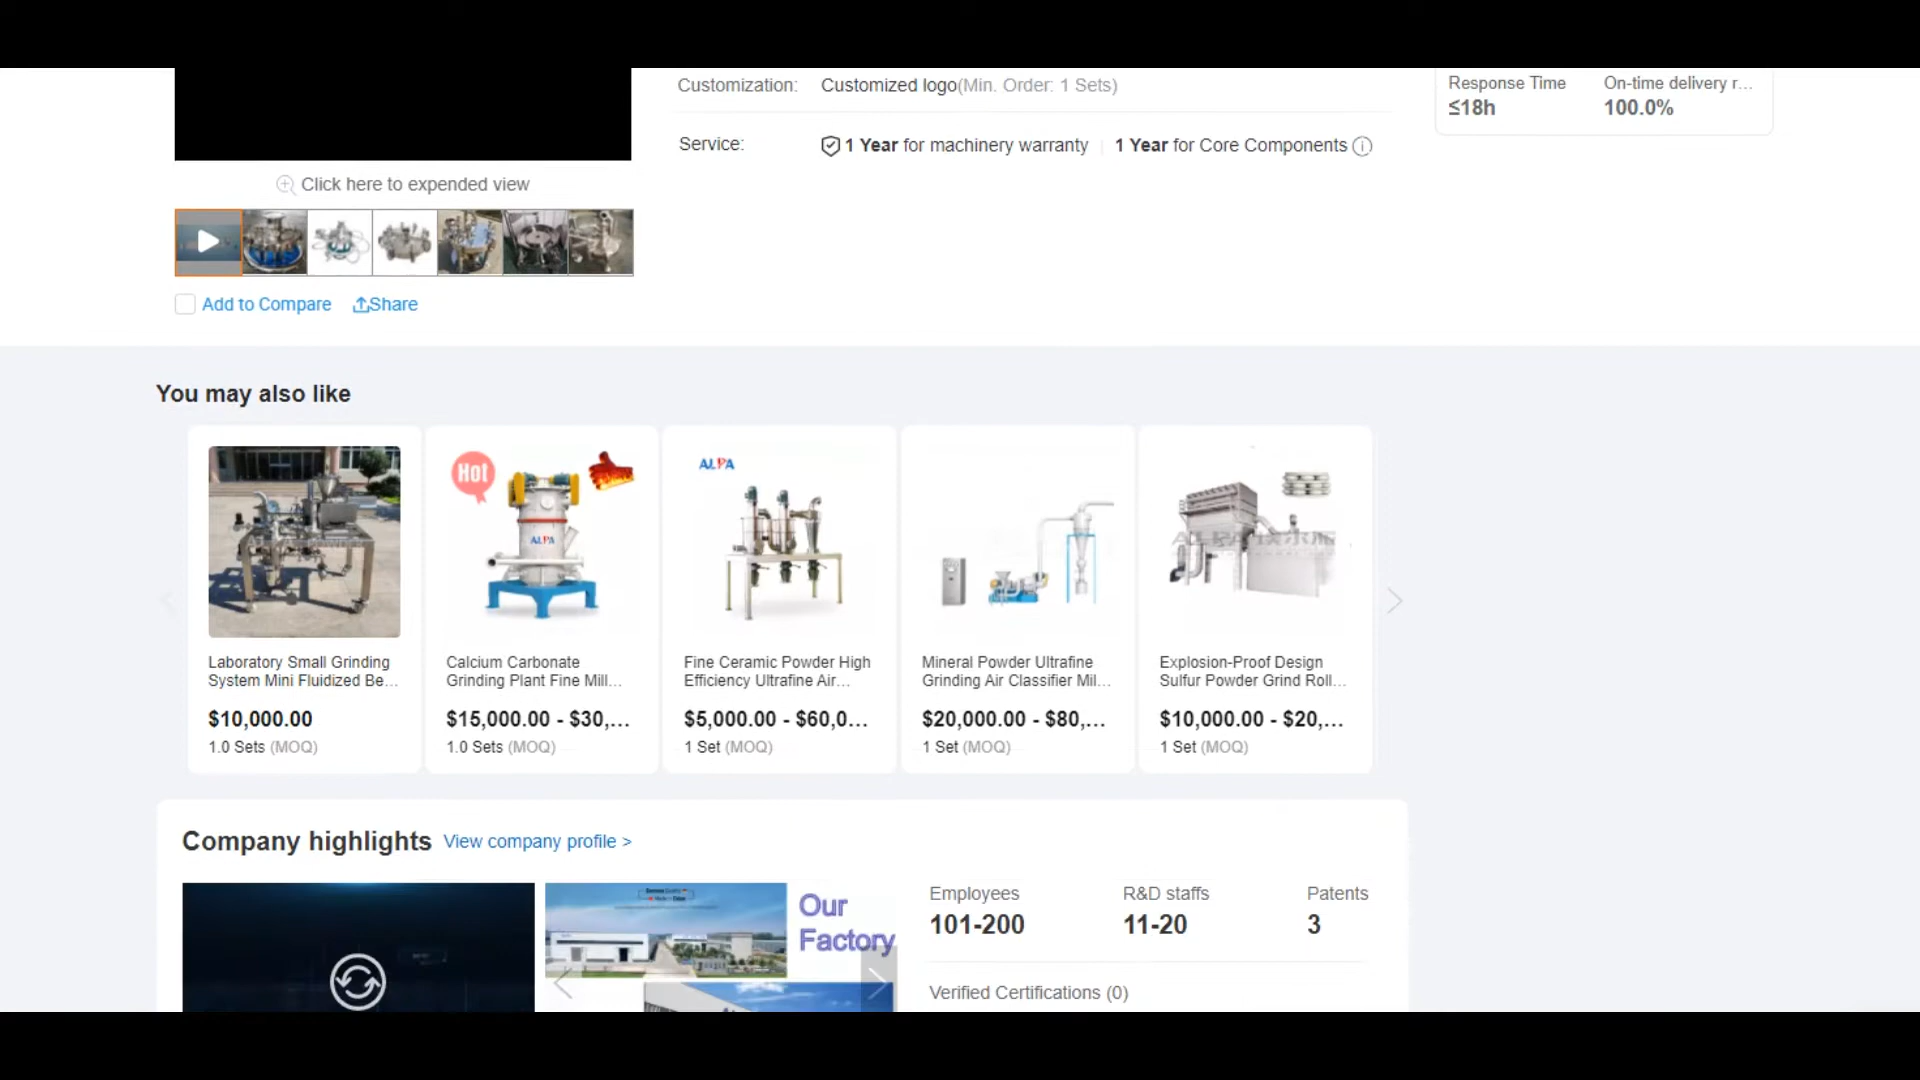 Customization: Customized logo(Min. Order: 1 Sets)
Response Time On-time delivery r...
≤18h 100.0%
Service: 1 Year for machinery warranty 1 Year for Core Components
Click here to expended view
Add to Compare Share
You may also like
Hot
ALPA
ALPA
Laboratory Small Grinding
System Mini Fluidized Be...
$10,000.00
1.0 Sets (MOQ)
Calcium Carbonate
Grinding Plant Fine Mill...
$15,000.00 - $30,...
1.0 Sets (MOQ)
Fine Ceramic Powder High
Efficiency Ultrafine Air...
$5,000.00 - $60,0...
1 Set (MOQ)
Mineral Powder Ultrafine
Grinding Air Classifier Mil...
$20,000.00 - $80,...
1 Set (MOQ)
Explosion-Proof Design
Sulfur Powder Grind Roll...
$10,000.00 - $20,...
1 Set (MOQ)
Company highlights View company profile >
Our
Factory
Employees R&D staffs Patents
101-200 11-20 3
Verified Certifications (0)